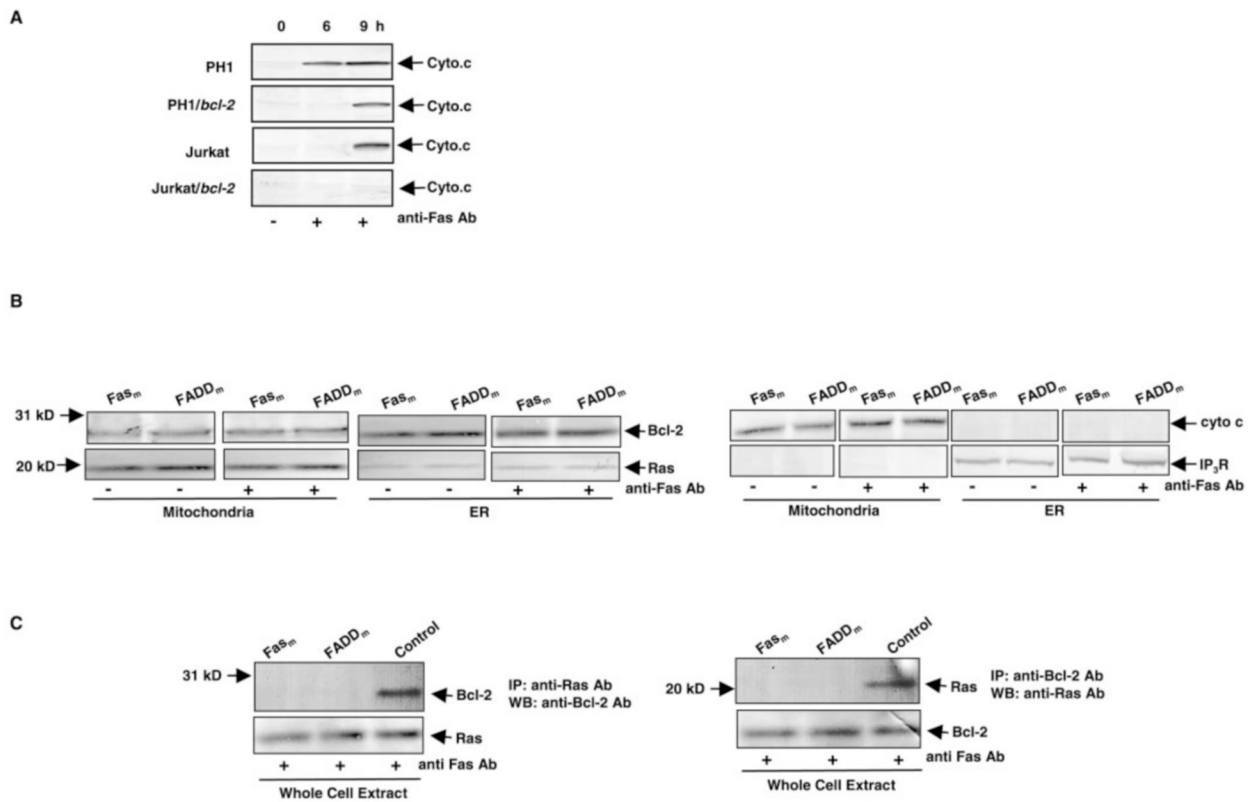 A
0 6 9 h
PH1 Cyto.c
PH1/bcl-2 Cyto.c
Jurkat Cyto.c
Jurkat/bcl-2 Cyto.c
- + + anti-Fas Ab
B
Fasm FADDm Fasm FADDm Fasm FADDm Fasm FADDm
31 kD Bcl-2
20 kD Ras
- - + + - - + + anti-Fas Ab
Mitochondria ER
Fasm FADDm Fasm FADDm Fasm FADDm Fasm FADDm
cyto c
IP3R
- - + + - - + + anti-Fas Ab
Mitochondria ER
C
Fasm FADDm Control
31 kD Bcl-2
IP: anti-Ras Ab
WB: anti-Bcl-2 Ab
Ras
+ + + anti Fas Ab
Whole Cell Extract
Fasm FADDm Control
20 kD Ras
IP: anti-Bcl-2 Ab
WB: anti-Ras Ab
Bcl-2
+ + + anti Fas Ab
Whole Cell Extract